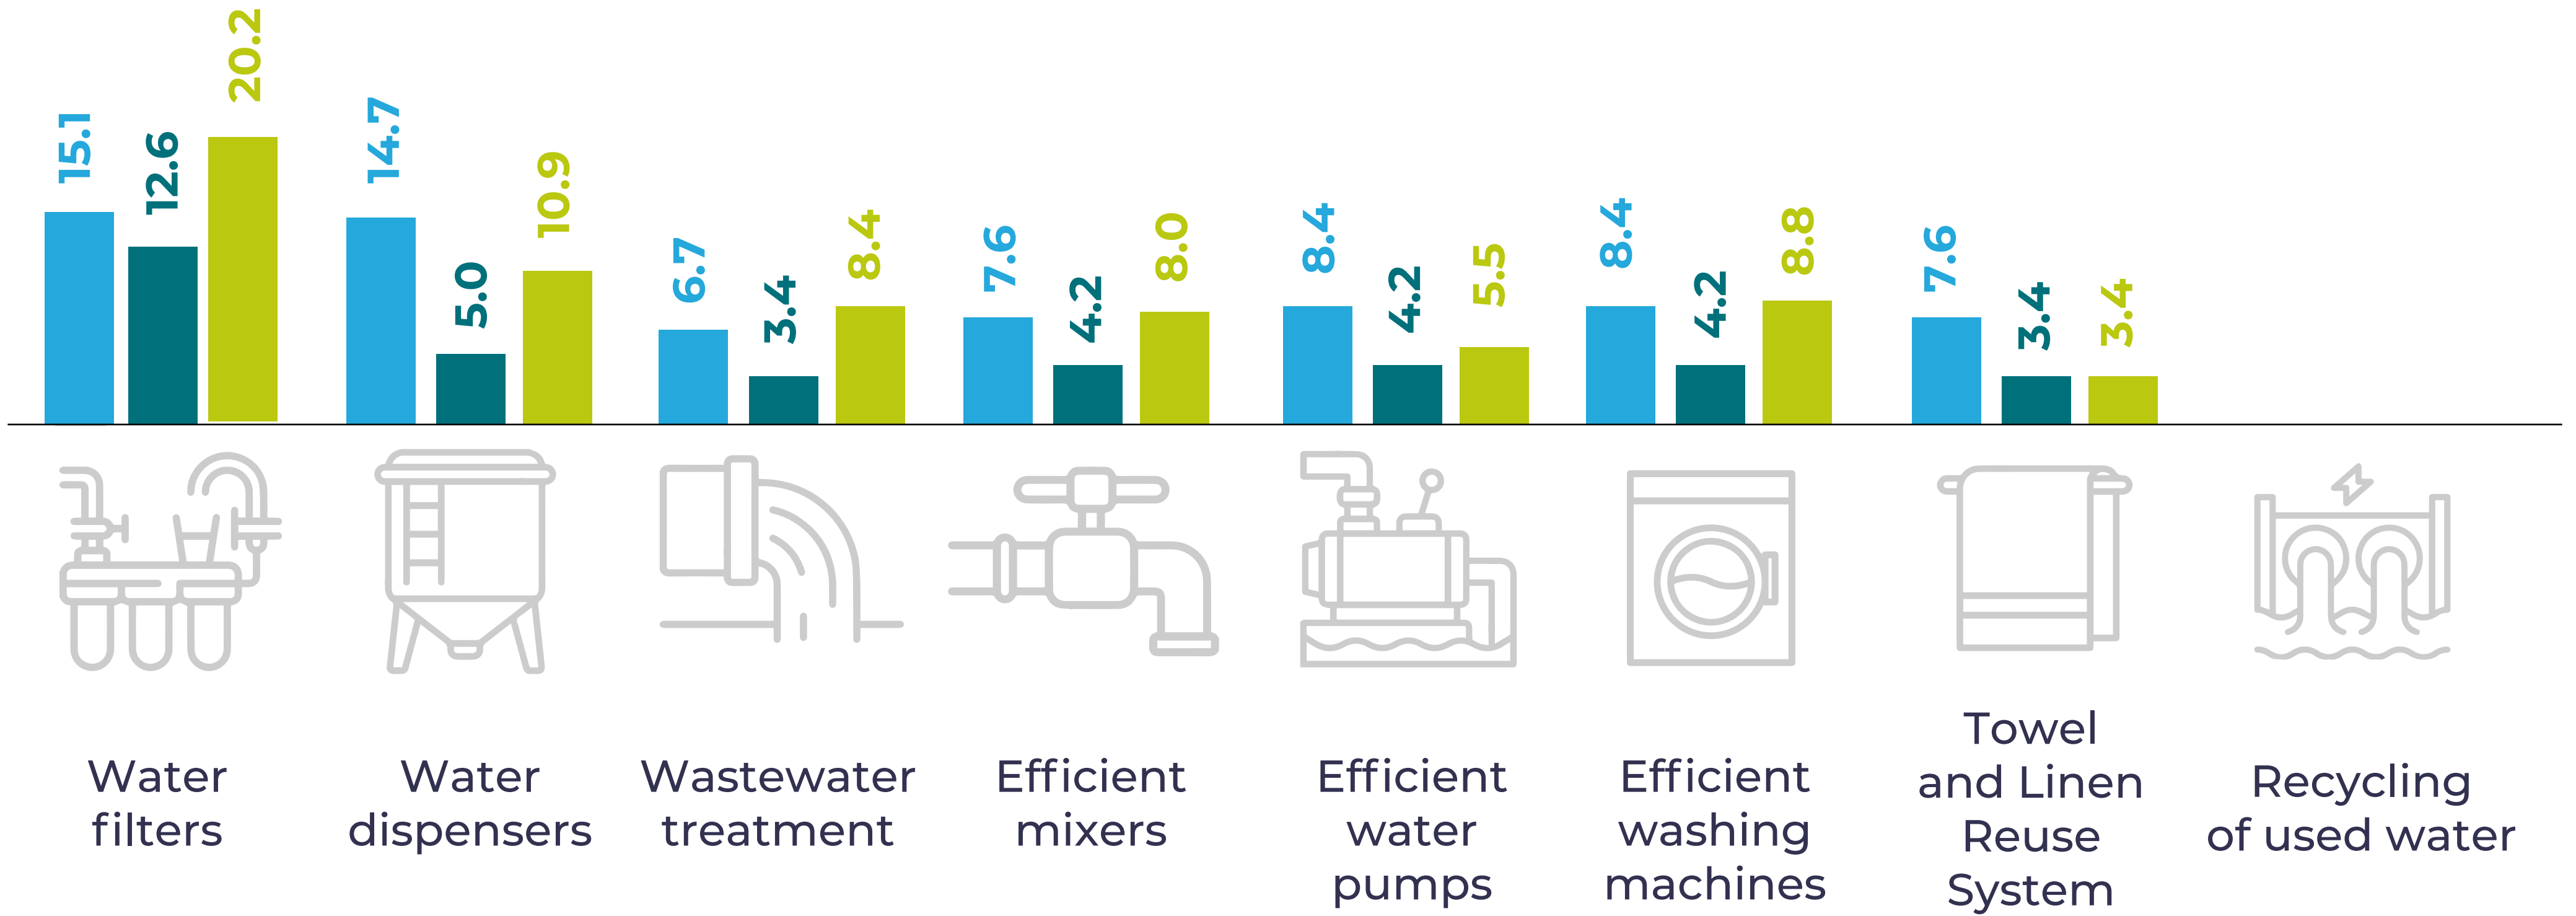 15.1
12.6
20.2
14.7
5.0
10.9
6.7
3.4
8.4
7.6
4.2
8.0
8.4
4.2
5.5
8.4
4.2
8.8
7.6
3.4
3.4
Water
filters
Water
dispensers
Wastewater
treatment
Efficient
mixers
Efficient
water
pumps
Efficient
washing
machines
Towel
and Linen
Reuse
System
Recycling
of used water